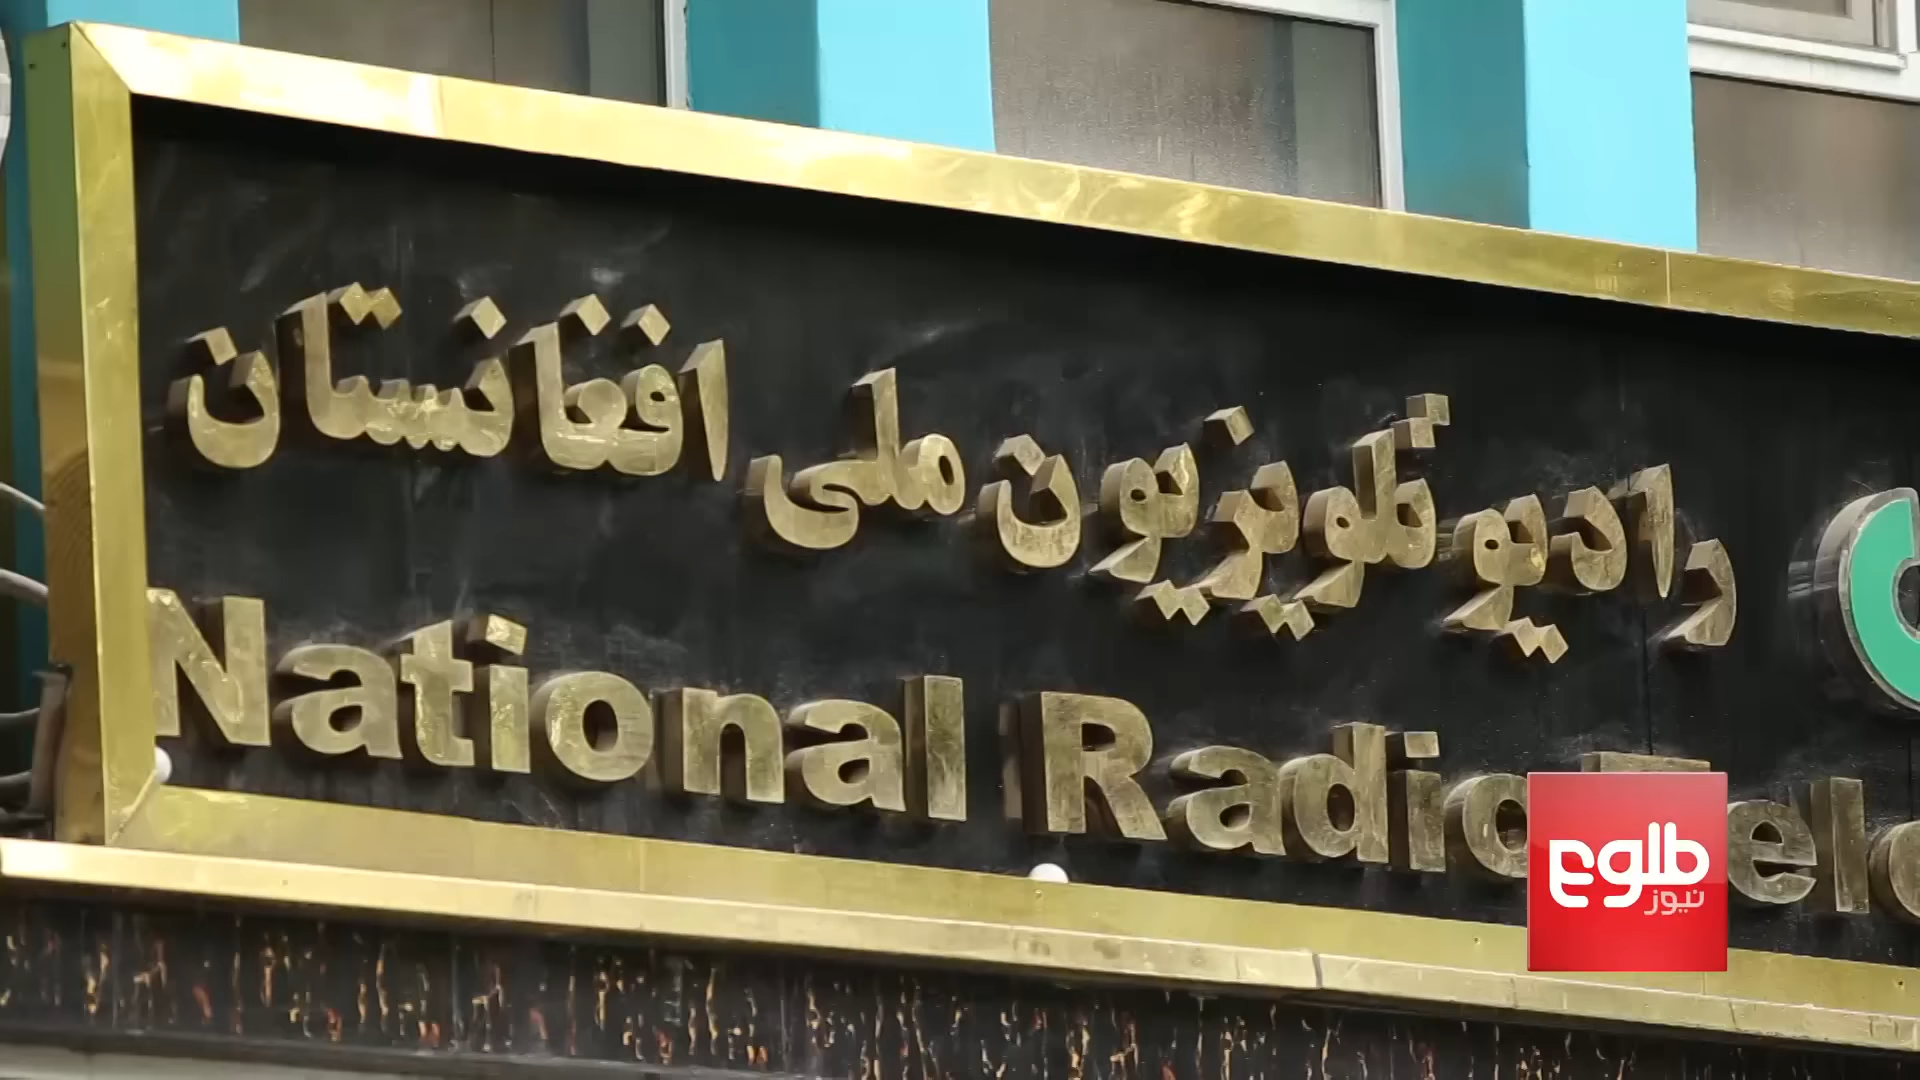 رادیو تلویزیون ملی افغانستان
National Radio
طلوع
نیوز